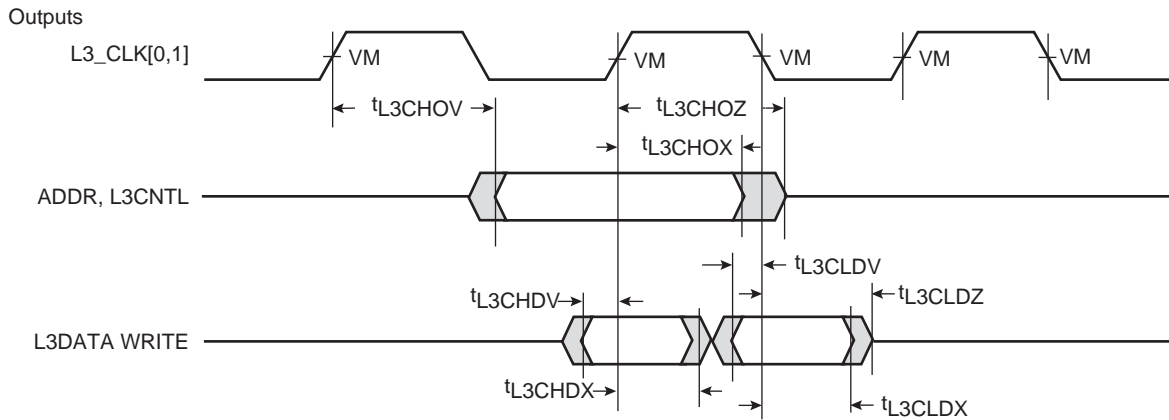 Outputs
L3_CLK[0,1]
VM
VM
VM
VM
VM
tL3CHOV
tL3CHOZ
tL3CHOX
ADDR, L3CNTL
tL3CLDV
tL3CHDV
tL3CLDZ
L3DATA WRITE
tL3CHDX
tL3CLDX